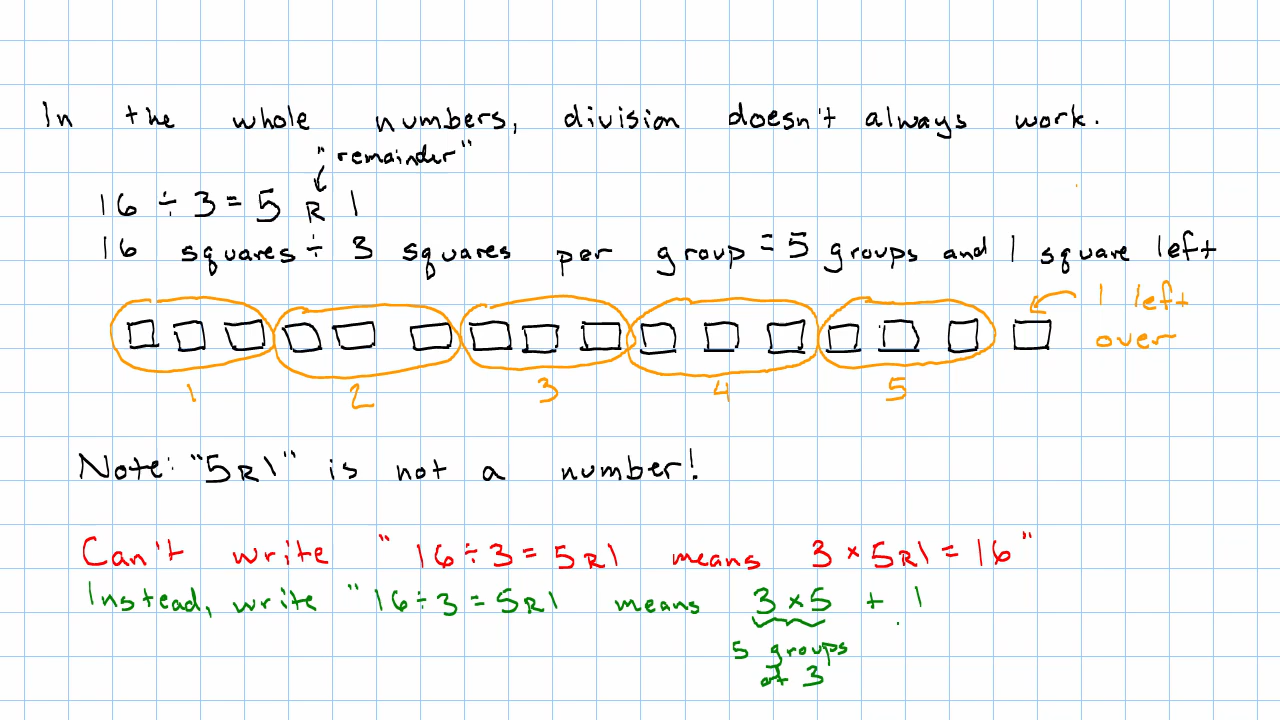 In the whole numbers, division doesn't always work.
"remainder"
16 ÷ 3 = 5 R 1
16 squares ÷ 3 squares per group = 5 groups and 1 square left
1 left
over
1 2 3 4 5
Note: "5R1" is not a number!
Can't write "16 ÷ 3 = 5R1 means 3 × 5R1 = 16"
Instead, write "16 ÷ 3 = 5R1 means 3 × 5 + 1
5 groups
of 3